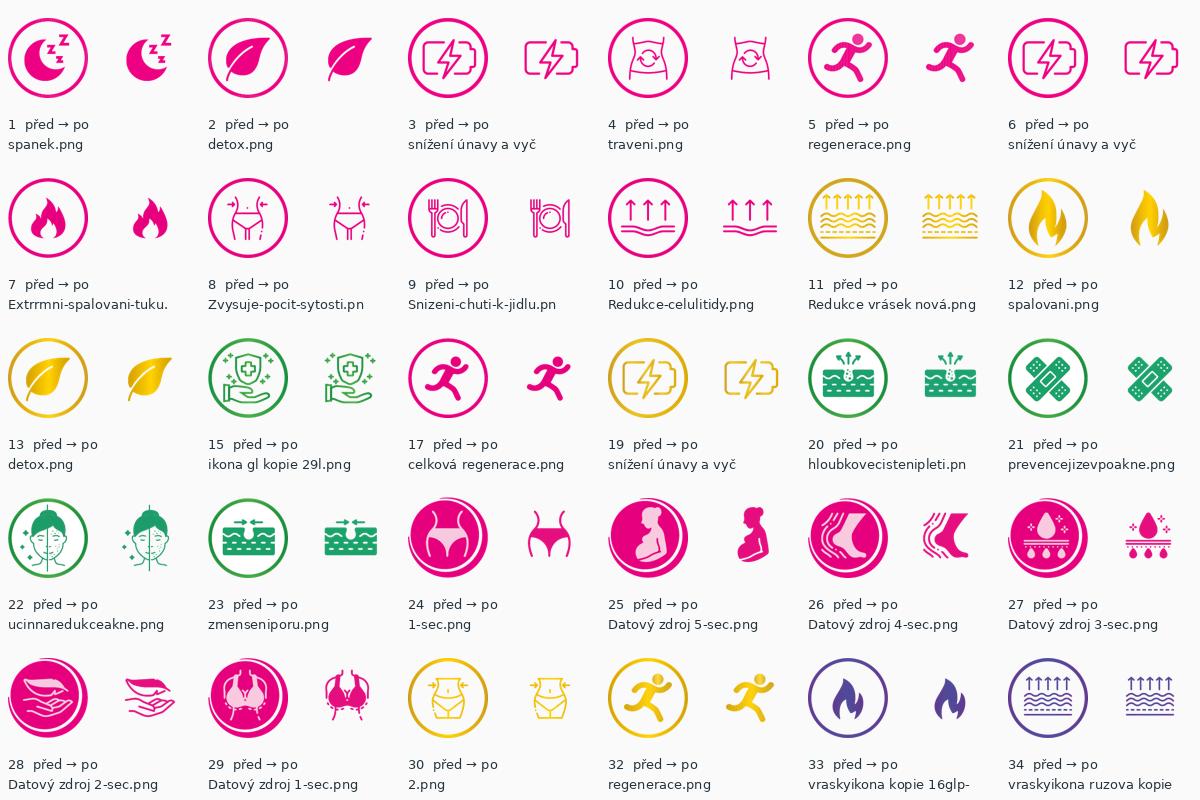 1 před → po
spanek.png
2 před → po
detox.png
3 před → po
snížení únavy a vyč
4 před → po
traveni.png
5 před → po
regenerace.png
6 před → po
snížení únavy a vyč
7 před → po
Extrrmni-spalovani-tuku.
8 před → po
Zvysuje-pocit-sytosti.pn
9 před → po
Snizeni-chuti-k-jidlu.pn
10 před → po
Redukce-celulitidy.png
11 před → po
Redukce vrásek nová.png
12 před → po
spalovani.png
13 před → po
detox.png
15 před → po
ikona gl kopie 29l.png
17 před → po
celková regenerace.png
19 před → po
snížení únavy a vyč
20 před → po
hloubkovecistenipleti.pn
21 před → po
prevencejizevpoakne.png
22 před → po
ucinnaredukceakne.png
23 před → po
zmenseniporu.png
24 před → po
1-sec.png
25 před → po
Datový zdroj 5-sec.png
26 před → po
Datový zdroj 4-sec.png
27 před → po
Datový zdroj 3-sec.png
28 před → po
Datový zdroj 2-sec.png
29 před → po
Datový zdroj 1-sec.png
30 před → po
2.png
32 před → po
regenerace.png
33 před → po
vraskyikona kopie 16glp-
34 před → po
vraskyikona ruzova kopie